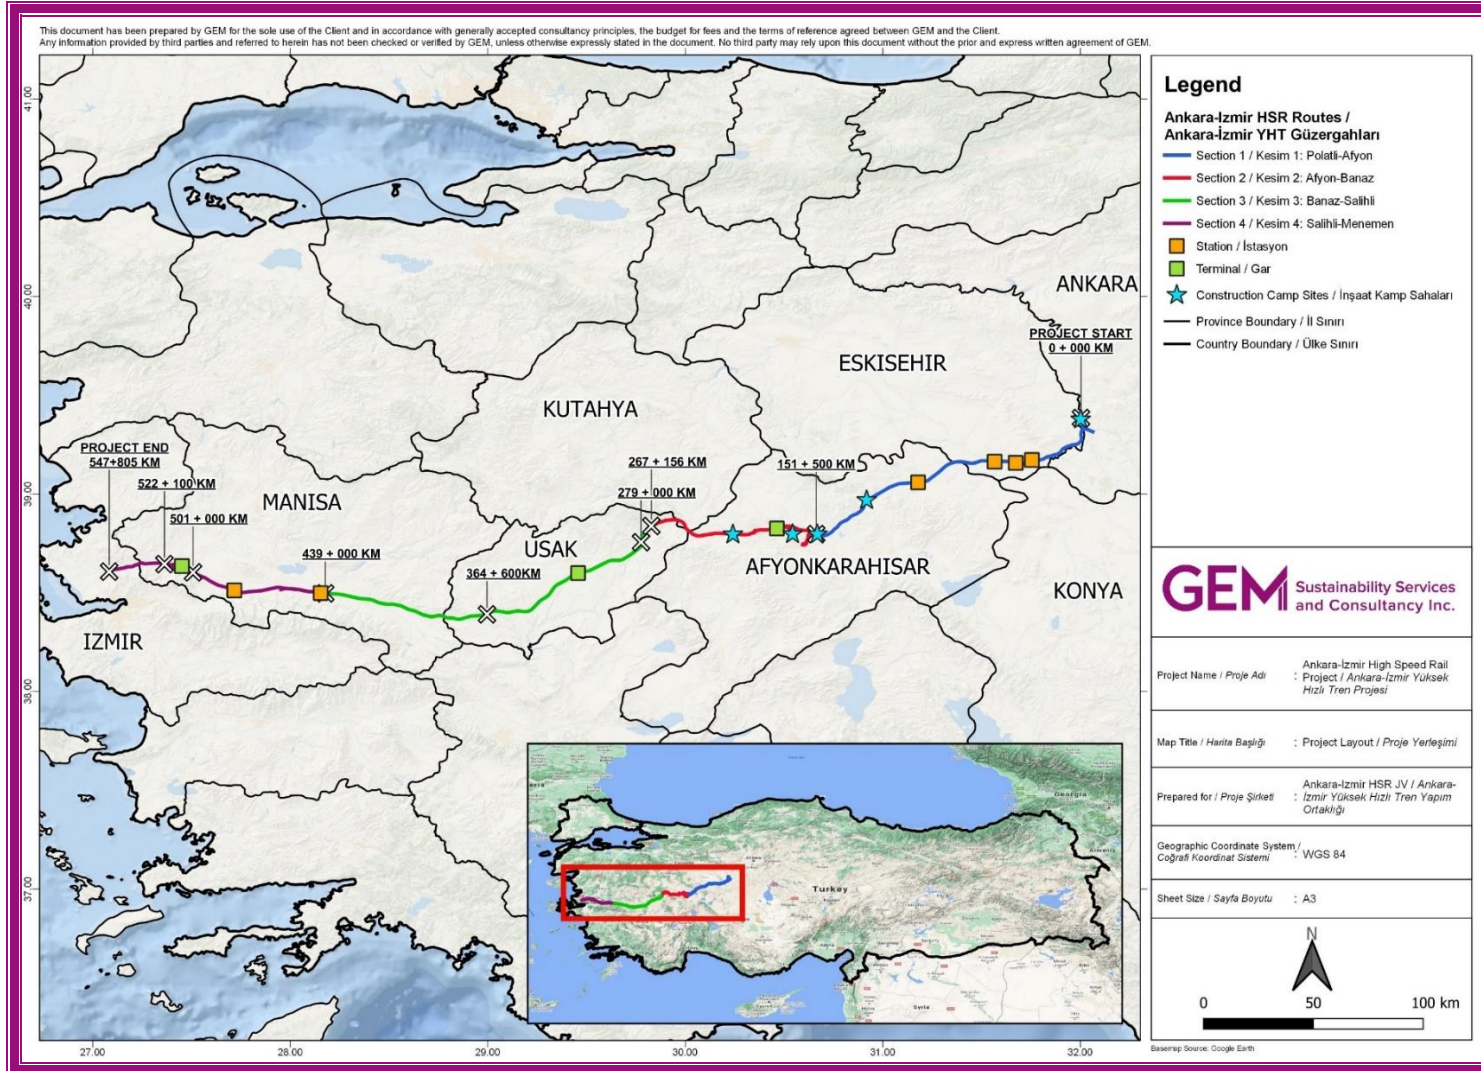 This document has been prepared by GEM for the sole use of the Client and in accordance with generally accepted consultancy principles, the budget for fees and the terms of reference agreed between GEM and the Client.
Any information provided by third parties and referred to herein has not been checked or verified by GEM, unless otherwise expressly stated in the document. No third party may rely upon this document without the prior and express written agreement of GEM.
41.00
40.00
39.00
38.00
37.00
27.00
28.00
29.00
30.00
31.00
32.00
ANKARA
PROJECT START
0 + 000 KM
ESKISEHIR
KUTAHYA
PROJECT END
547+805 KM
522 + 100 KM
501 + 000 KM
MANISA
439 + 000 KM
267 + 156 KM
279 + 000 KM
151 + 500 KM
USAK
364 + 600KM
AFYONKARAHISAR
KONYA
IZMIR
Georgia
Turkey
Syria
Legend
Ankara-Izmir HSR Routes /
Ankara-İzmir YHT Güzergahları
Section 1 / Kesim 1: Polatli-Afyon
Section 2 / Kesim 2: Afyon-Banaz
Section 3 / Kesim 3: Banaz-Salihli
Section 4 / Kesim 4: Salihli-Menemen
Station / İstasyon
Terminal / Gar
Construction Camp Sites / İnşaat Kamp Sahaları
Province Boundary / İl Sınırı
Country Boundary / Ülke Sınırı
GEM Sustainability Services
and Consultancy Inc.
Project Name / Proje Adı : Ankara-İzmir High Speed Rail
Project / Ankara-İzmir Yüksek
Hızlı Tren Projesi
Map Title / Harita Başlığı : Project Layout / Proje Yerleşimi
Prepared for / Proje Şirketi : Ankara-Izmir HSR JV / Ankara-
İzmir Yüksek Hızlı Tren Yapım
Ortaklığı
Geographic Coordinate System /
Coğrafi Koordinat Sistemi : WGS 84
Sheet Size / Sayfa Boyutu : A3
N
0 50 100 km
Basemap Source: Google Earth